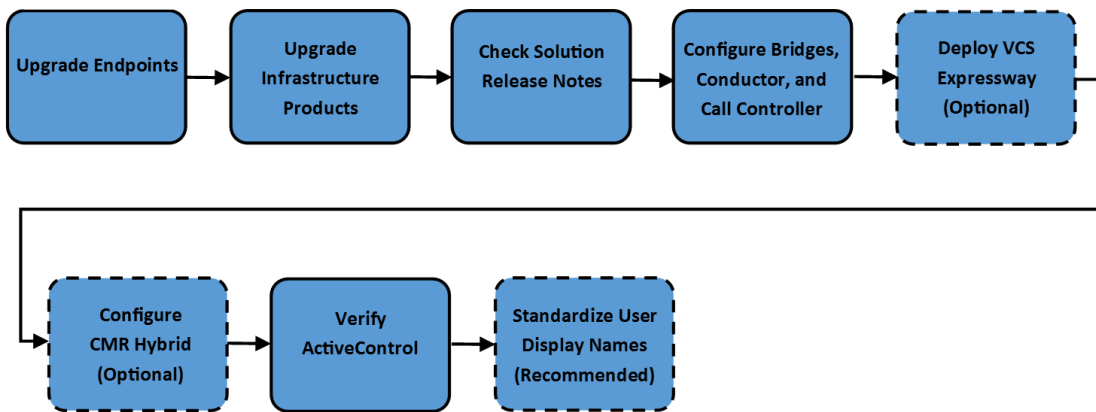 Upgrade Endpoints
Upgrade
Infrastructure
Products
Check Solution
Release Notes
Configure Bridges,
Conductor, and
Call Controller
Deploy VCS
Expressway
(Optional)
Configure
CMR Hybrid
(Optional)
Verify
ActiveControl
Standardize User
Display Names
(Recommended)